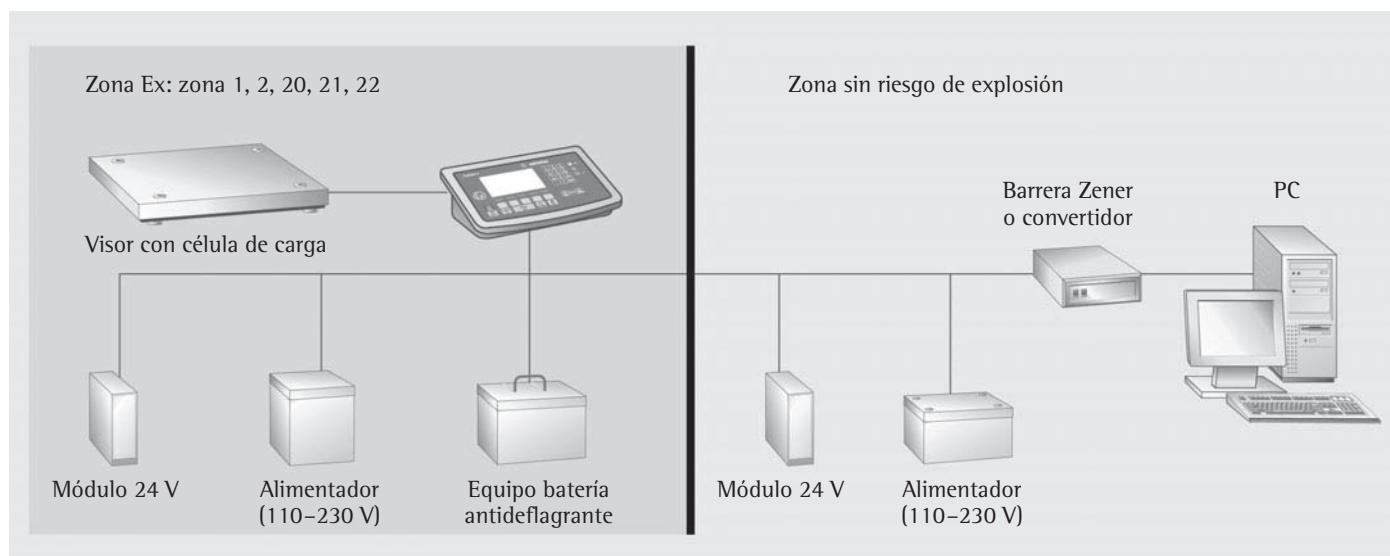 Zona Ex: zona 1, 2, 20, 21, 22
Zona sin riesgo de explosión
Visor con célula de carga
Barrera Zener
o convertidor
PC
Módulo 24 V
Alimentador
(110–230 V)
Equipo batería
antideflagrante
Módulo 24 V
Alimentador
(110–230 V)